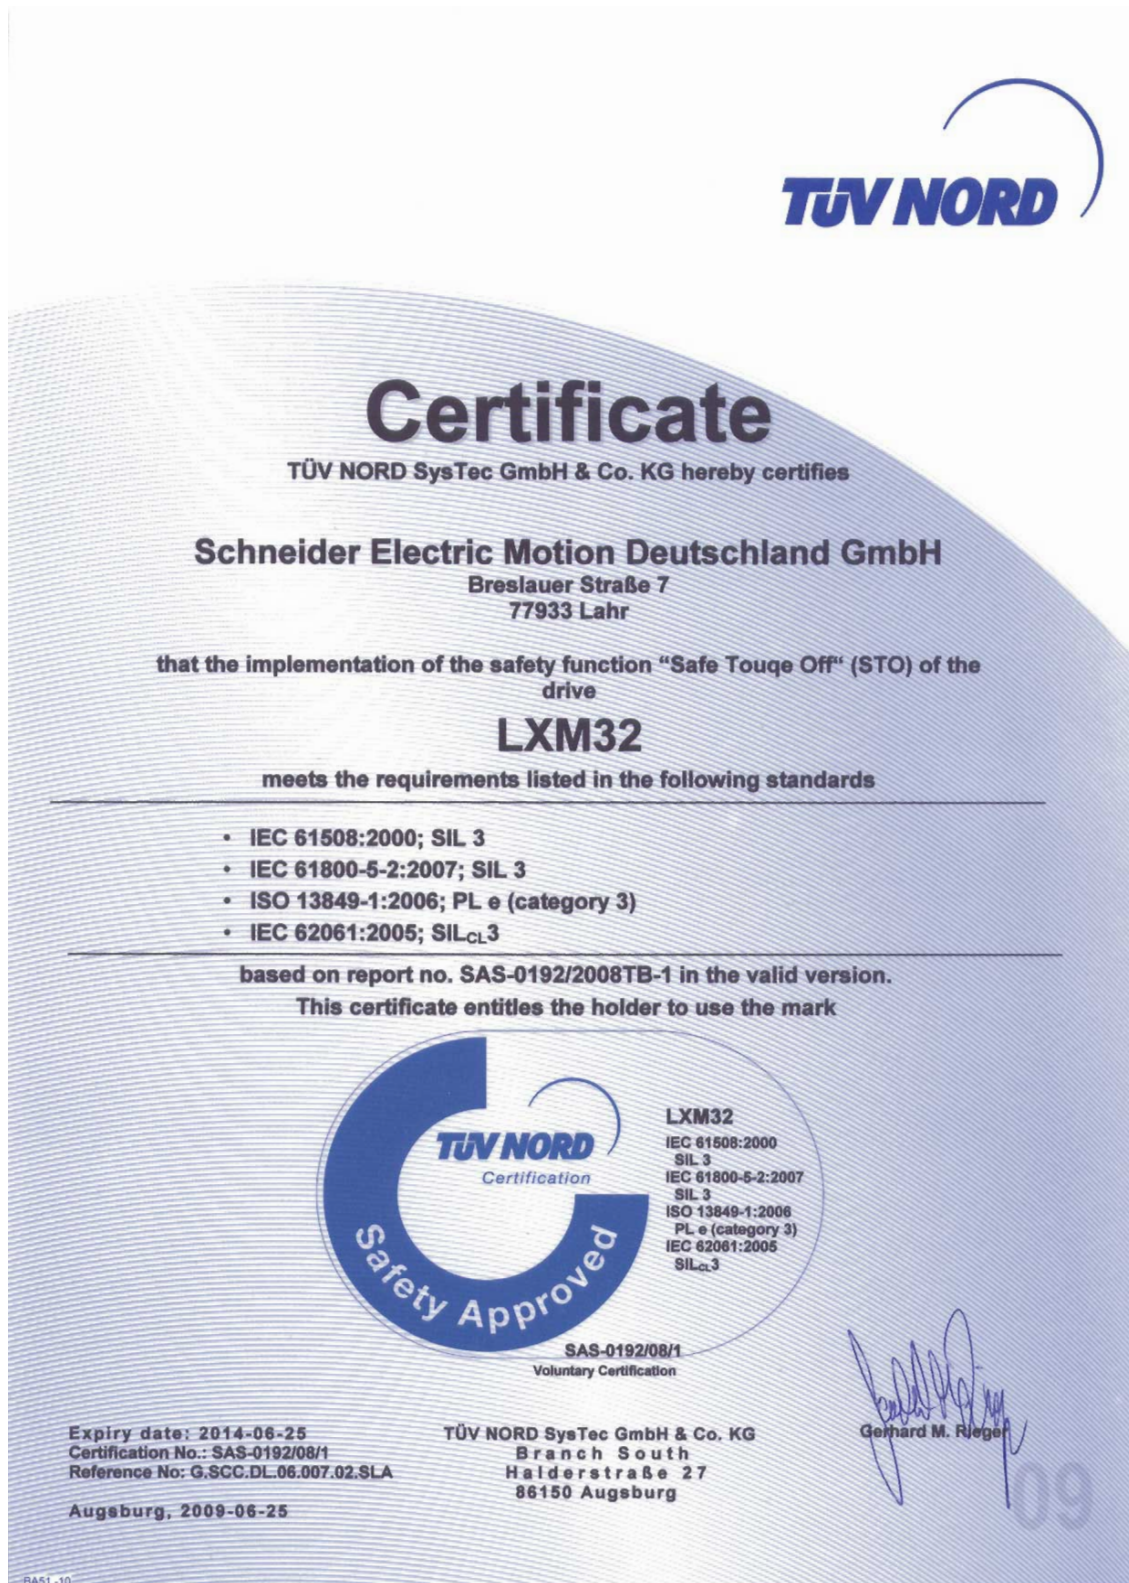 TÜV NORD
Certificate
TÜV NORD SysTec GmbH & Co. KG hereby certifies
Schneider Electric Motion Deutschland GmbH
Breslauer Straße 7
77933 Lahr
that the implementation of the safety function “Safe Touqe Off“ (STO) of the
drive
LXM32
meets the requirements listed in the following standards
• IEC 61508:2000; SIL 3
• IEC 61800-5-2:2007; SIL 3
• ISO 13849-1:2006; PL e (category 3)
• IEC 62061:2005; SILCL3
based on report no. SAS-0192/2008TB-1 in the valid version.
This certificate entitles the holder to use the mark
TÜV NORD
Certification
Safety Approved
LXM32
IEC 61508:2000
SIL 3
IEC 61800-5-2:2007
SIL 3
ISO 13849-1:2006
PL e (category 3)
IEC 62061:2005
SILCL3
SAS-0192/08/1
Voluntary Certification
Expiry date: 2014-06-25
Certification No.: SAS-0192/08/1
Reference No: G.SCC.DL.06.007.02.SLA
Augsburg, 2009-06-25
TÜV NORD SysTec GmbH & Co. KG
Branch South
Halderstraße 27
86150 Augsburg
Gerhard M. Rieger
09
BA51-10